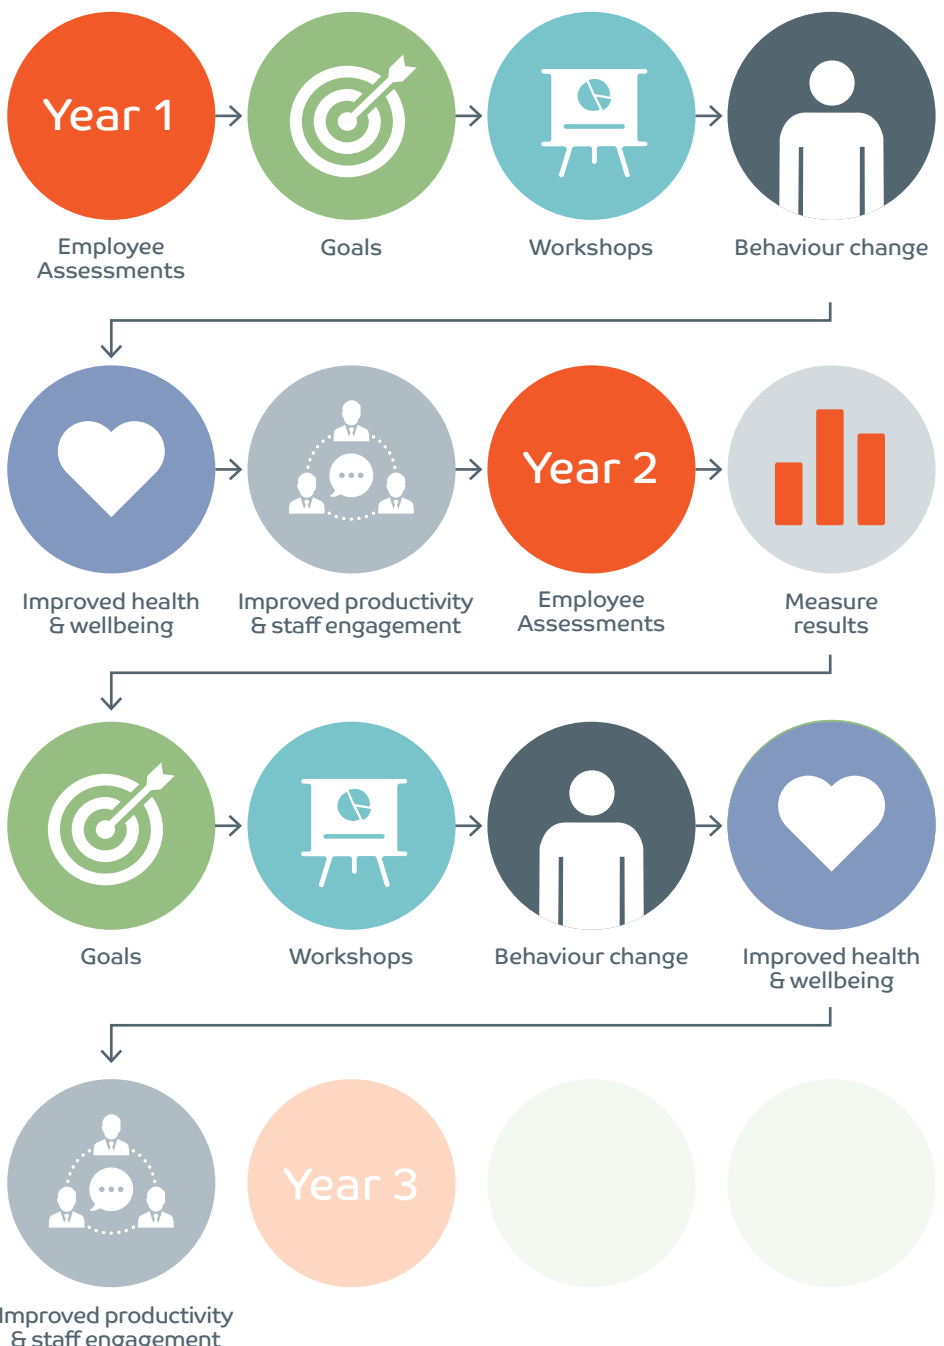 Year 1
Employee
Assessments
Goals
Workshops
Behaviour change
Improved health
& wellbeing
Improved productivity
& staff engagement
Year 2
Employee
Assessments
Measure
results
Goals
Workshops
Behaviour change
Improved health
& wellbeing
Improved productivity
& staff engagement
Year 3